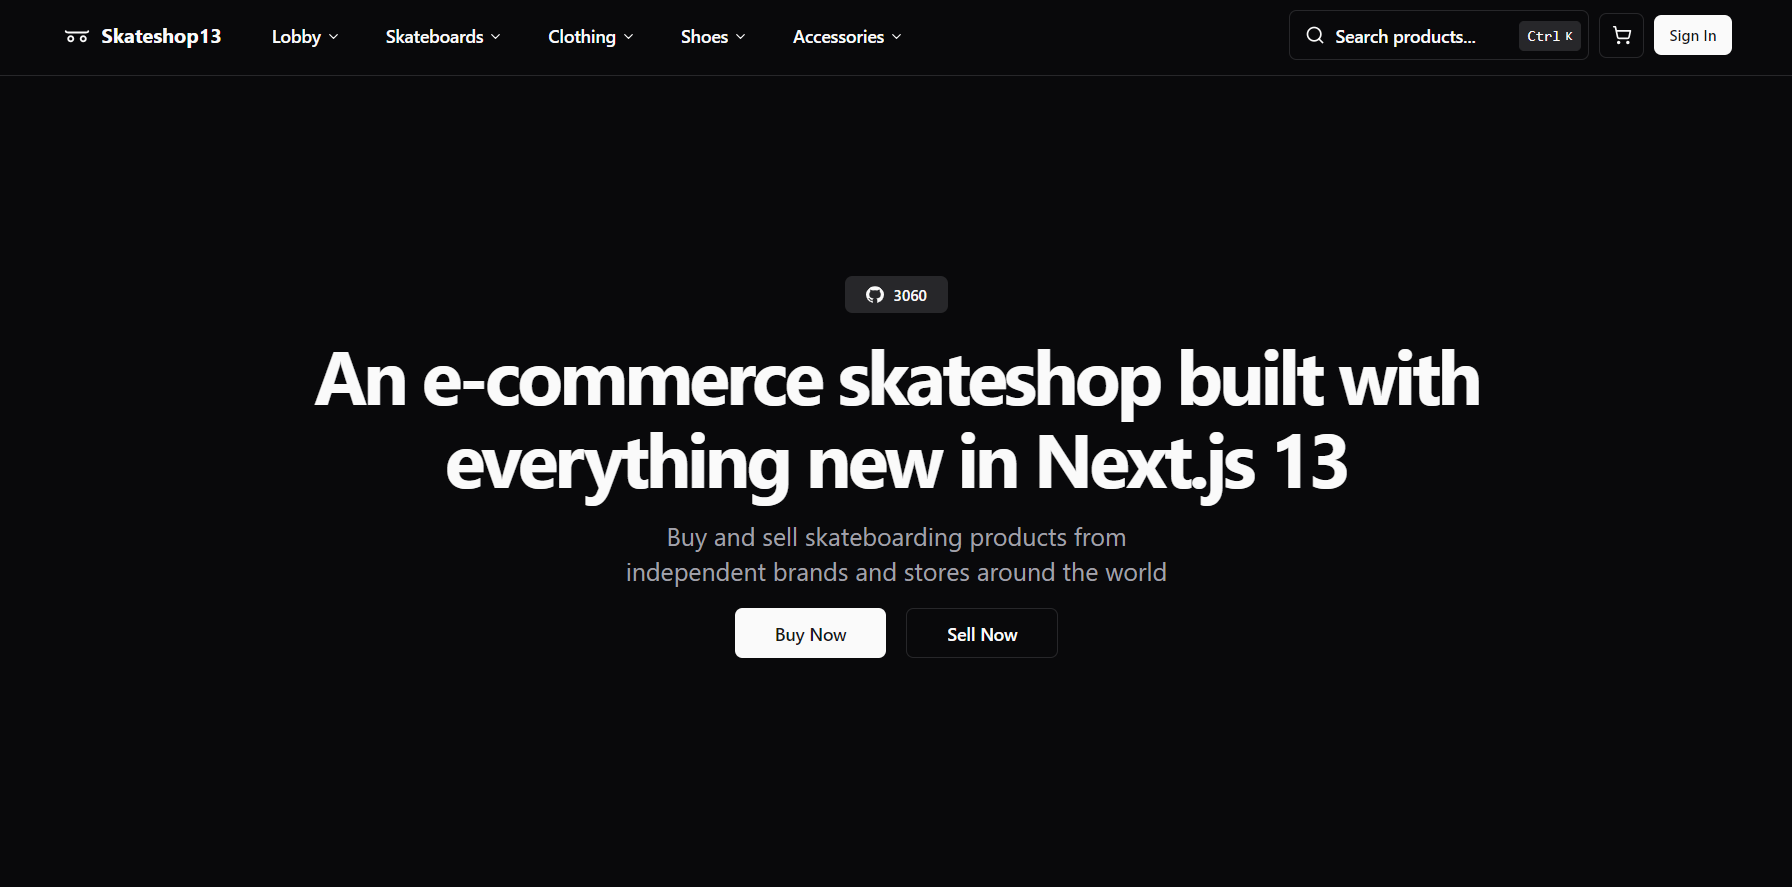 Skateshop13 Lobby Skateboards Clothing Shoes Accessories Search products... Ctrl K Sign In
3060
An e-commerce skateshop built with
everything new in Next.js 13
Buy and sell skateboarding products from
independent brands and stores around the world
Buy Now Sell Now